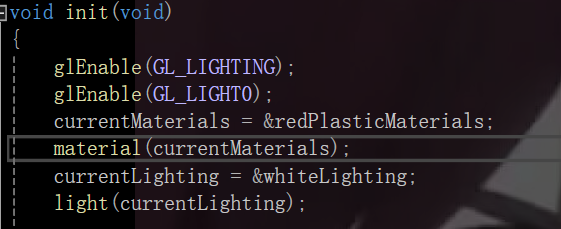 void init(void)
{
glEnable(GL_LIGHTING);
glEnable(GL_LIGHT0);
currentMaterials = &redPlasticMaterials;
material(currentMaterials);
currentLighting = &whiteLighting;
light(currentLighting);